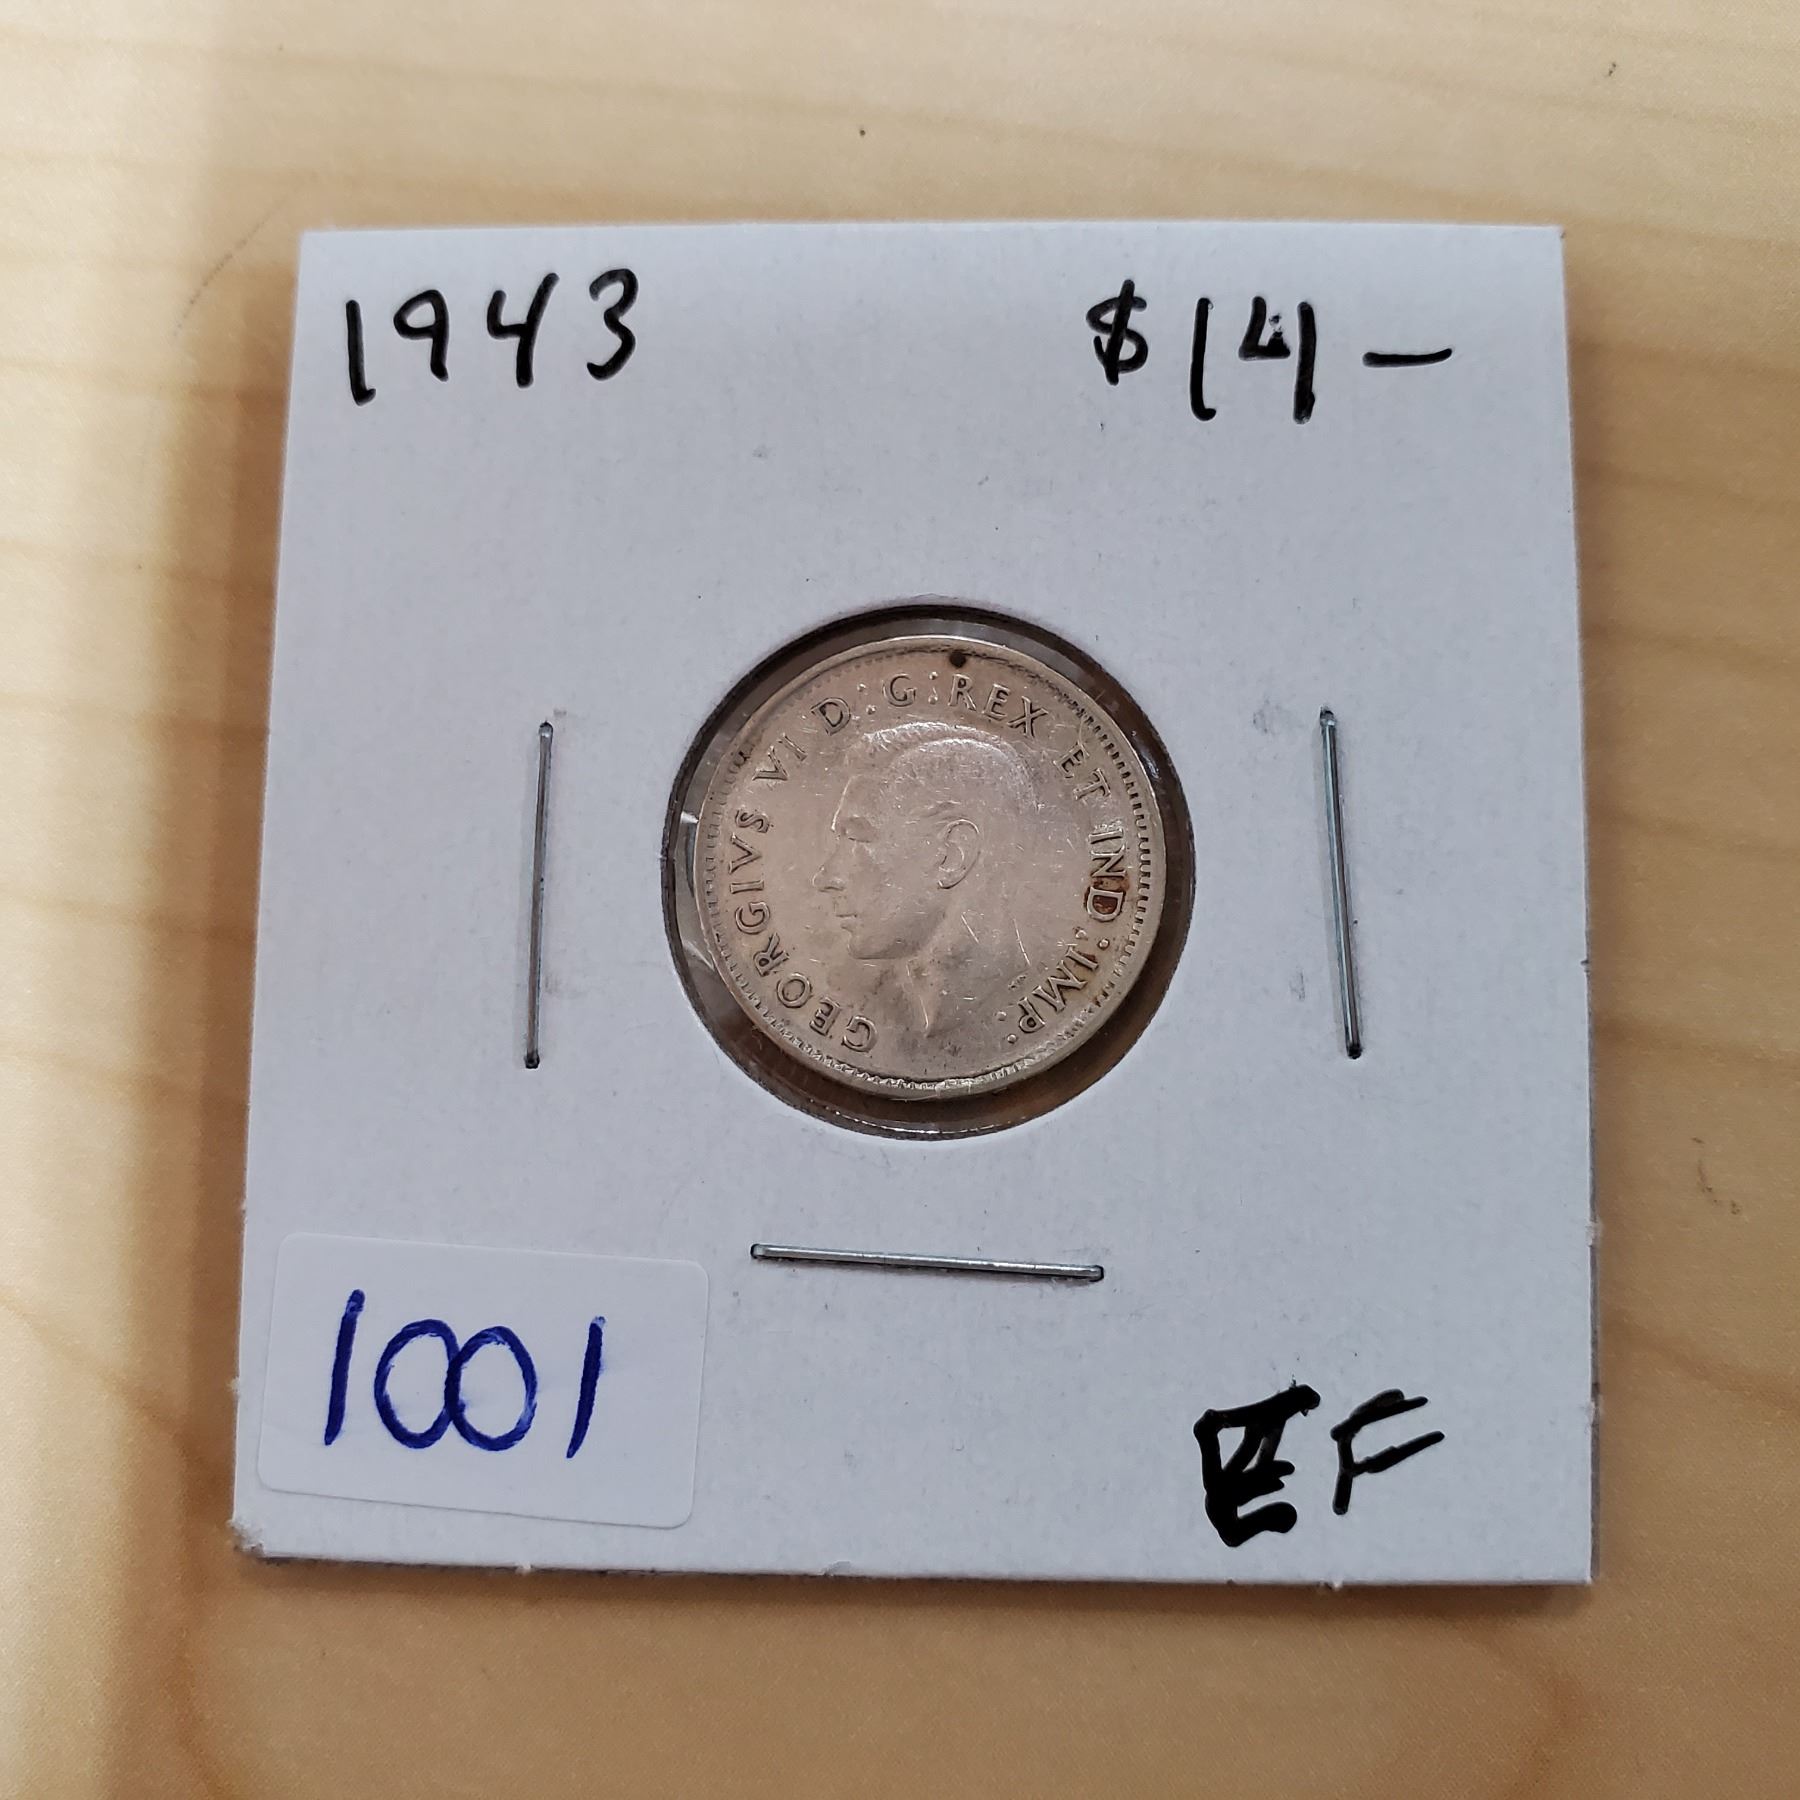 1943 $14-
GEORGIVS VI D:G:REX ET IND:IMP:
1001
EF